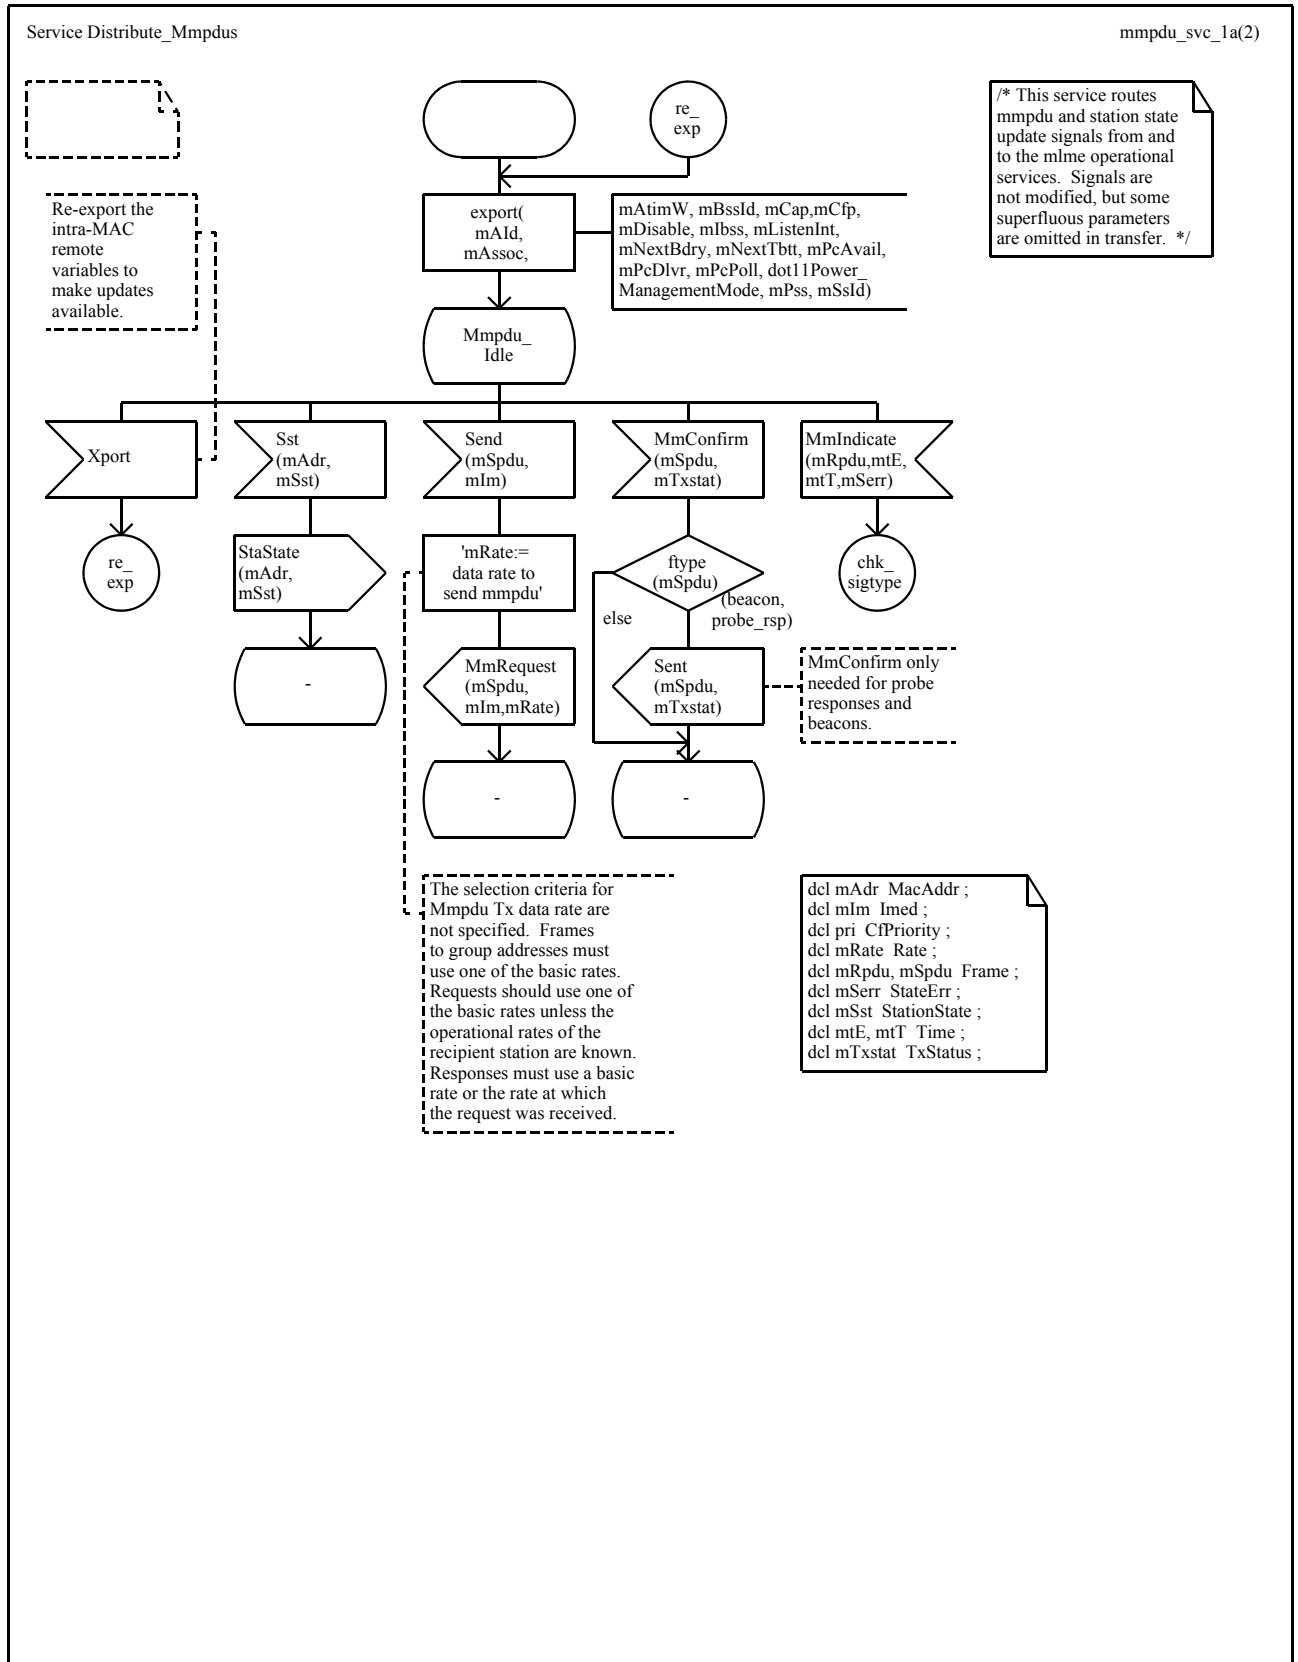 Service Distribute_Mmpdus
mmpdu_svc_1a(2)
re_
exp
/* This service routes
mmpdu and station state
update signals from and
to the mlme operational
services.  Signals are
not modified, but some
superfluous parameters
are omitted in transfer.  */
Re-export the
intra-MAC
remote
variables to
make updates
available.
export(
mAId,
mAssoc,
mAtimW, mBssId, mCap,mCfp,
mDisable, mIbss, mListenInt,
mNextBdry, mNextTbtt, mPcAvail,
mPcDlvr, mPcPoll, dot11Power_
ManagementMode, mPss, mSsId)
Mmpdu_
Idle
Xport
Sst
(mAdr,
mSst)
Send
(mSpdu,
mIm)
MmConfirm
(mSpdu,
mTxstat)
MmIndicate
(mRpdu,mtE,
mtT,mSerr)
re_
exp
StaState
(mAdr,
mSst)
'mRate:=
data rate to
send mmpdu'
ftype
(mSpdu)
chk_
sigtype
else
(beacon,
probe_rsp)
-
MmRequest
(mSpdu,
mIm,mRate)
Sent
(mSpdu,
mTxstat)
MmConfirm only
needed for probe
responses and
beacons.
-
-
The selection criteria for
Mmpdu Tx data rate are
not specified.  Frames
to group addresses must
use one of the basic rates.
Requests should use one of
the basic rates unless the
operational rates of the
recipient station are known.
Responses must use a basic
rate or the rate at which
the request was received.
dcl mAdr  MacAddr ;
dcl mIm  Imed ;
dcl pri  CfPriority ;
dcl mRate  Rate ;
dcl mRpdu, mSpdu  Frame ;
dcl mSerr  StateErr ;
dcl mSst  StationState ;
dcl mtE, mtT  Time ;
dcl mTxstat  TxStatus ;